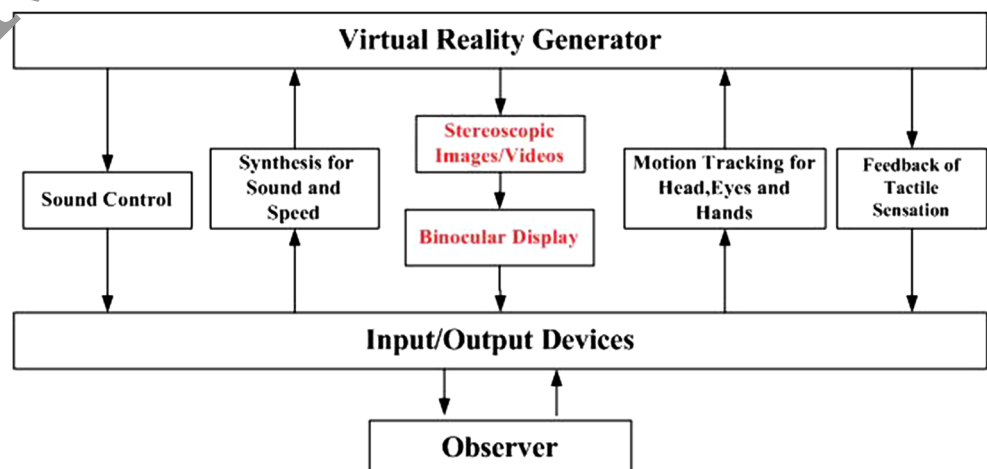 Virtual Reality Generator
Stereoscopic
Images/Videos
Synthesis for
Sound and
Speed
Motion Tracking for
Head,Eyes and
Hands
Feedback of
Tactile
Sensation
Sound Control
Binocular Display
Input/Output Devices
Observer